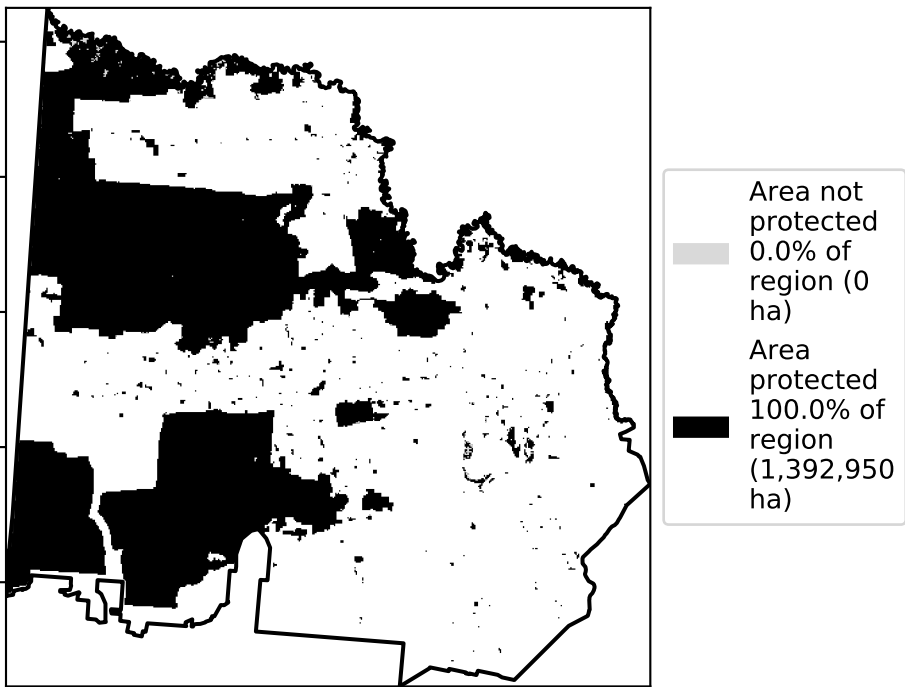 Area not
protected
0.0% of
region (0
ha)
Area
protected
100.0% of
region
(1,392,950
ha)